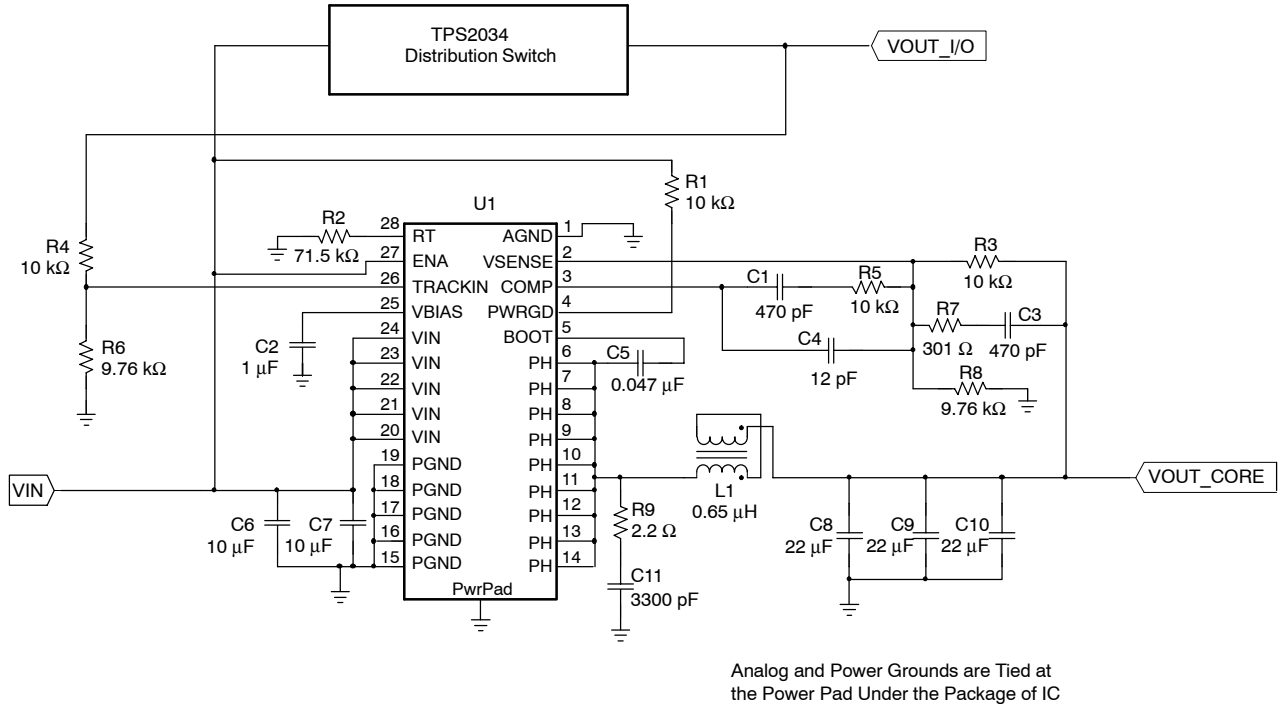 TPS2034
Distribution Switch
VOUT_I/O
R1
10 kΩ
U1
R2
71.5 kΩ
R4
10 kΩ
R6
9.76 kΩ
C2
1 μF
28
RT
27
ENA
26
TRACKIN
25
VBIAS
24
VIN
23
VIN
22
VIN
21
VIN
20
VIN
19
PGND
18
PGND
17
PGND
16
PGND
15
PGND
AGND
1
VSENSE
2
COMP
3
PWRGD
4
BOOT
5
PH
6
PH
7
PH
8
PH
9
PH
10
PH
11
PH
12
PH
13
PH
14
PwrPad
C1
470 pF
R5
10 kΩ
R3
10 kΩ
C4
12 pF
R7
301 Ω
C3
470 pF
R8
9.76 kΩ
C5
0.047 μF
L1
0.65 μH
R9
2.2 Ω
C11
3300 pF
VIN
C6
10 μF
C7
10 μF
C8
22 μF
C9
22 μF
C10
22 μF
VOUT_CORE
Analog and Power Grounds are Tied at
the Power Pad Under the Package of IC